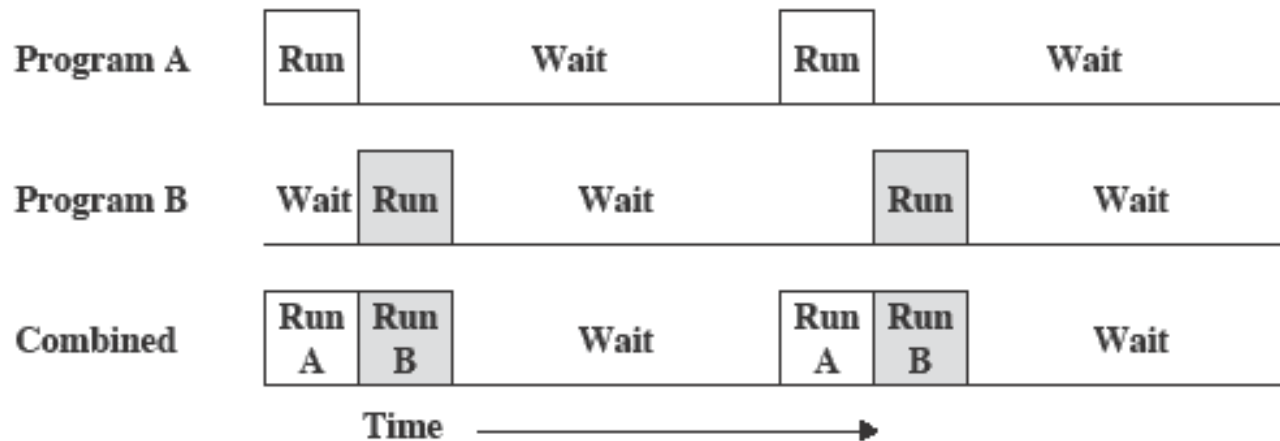 Program A Run Wait Run Wait
Program B Wait Run Wait Run Wait
Combined Run A Run B Wait Run A Run B Wait
Time